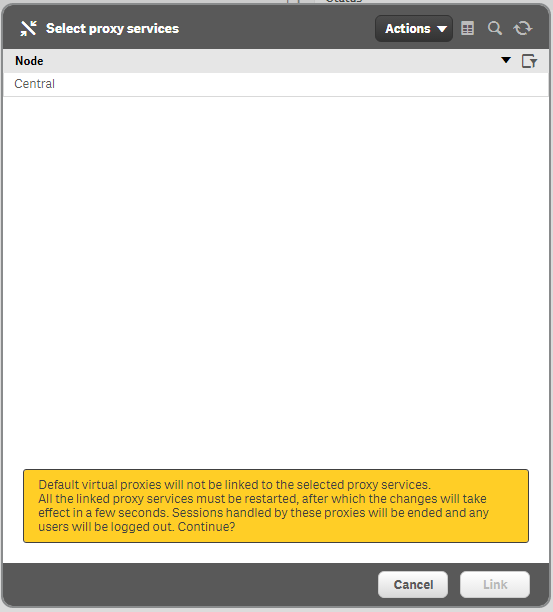 Status
Select proxy services
Actions
Node
Central
Default virtual proxies will not be linked to the selected proxy services.
All the linked proxy services must be restarted, after which the changes will take
effect in a few seconds. Sessions handled by these proxies will be ended and any
users will be logged out. Continue?
Cancel
Link